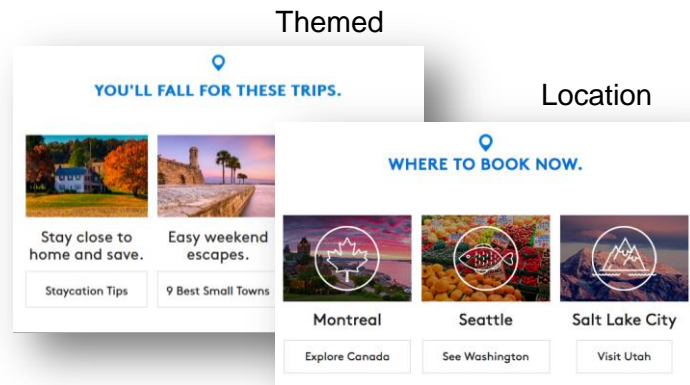 Themed
YOU'LL FALL FOR THESE TRIPS.
Stay close to
home and save.
Staycation Tips
Easy weekend
escapes.
9 Best Small Towns
Location
WHERE TO BOOK NOW.
Montreal
Explore Canada
Seattle
See Washington
Salt Lake City
Visit Utah